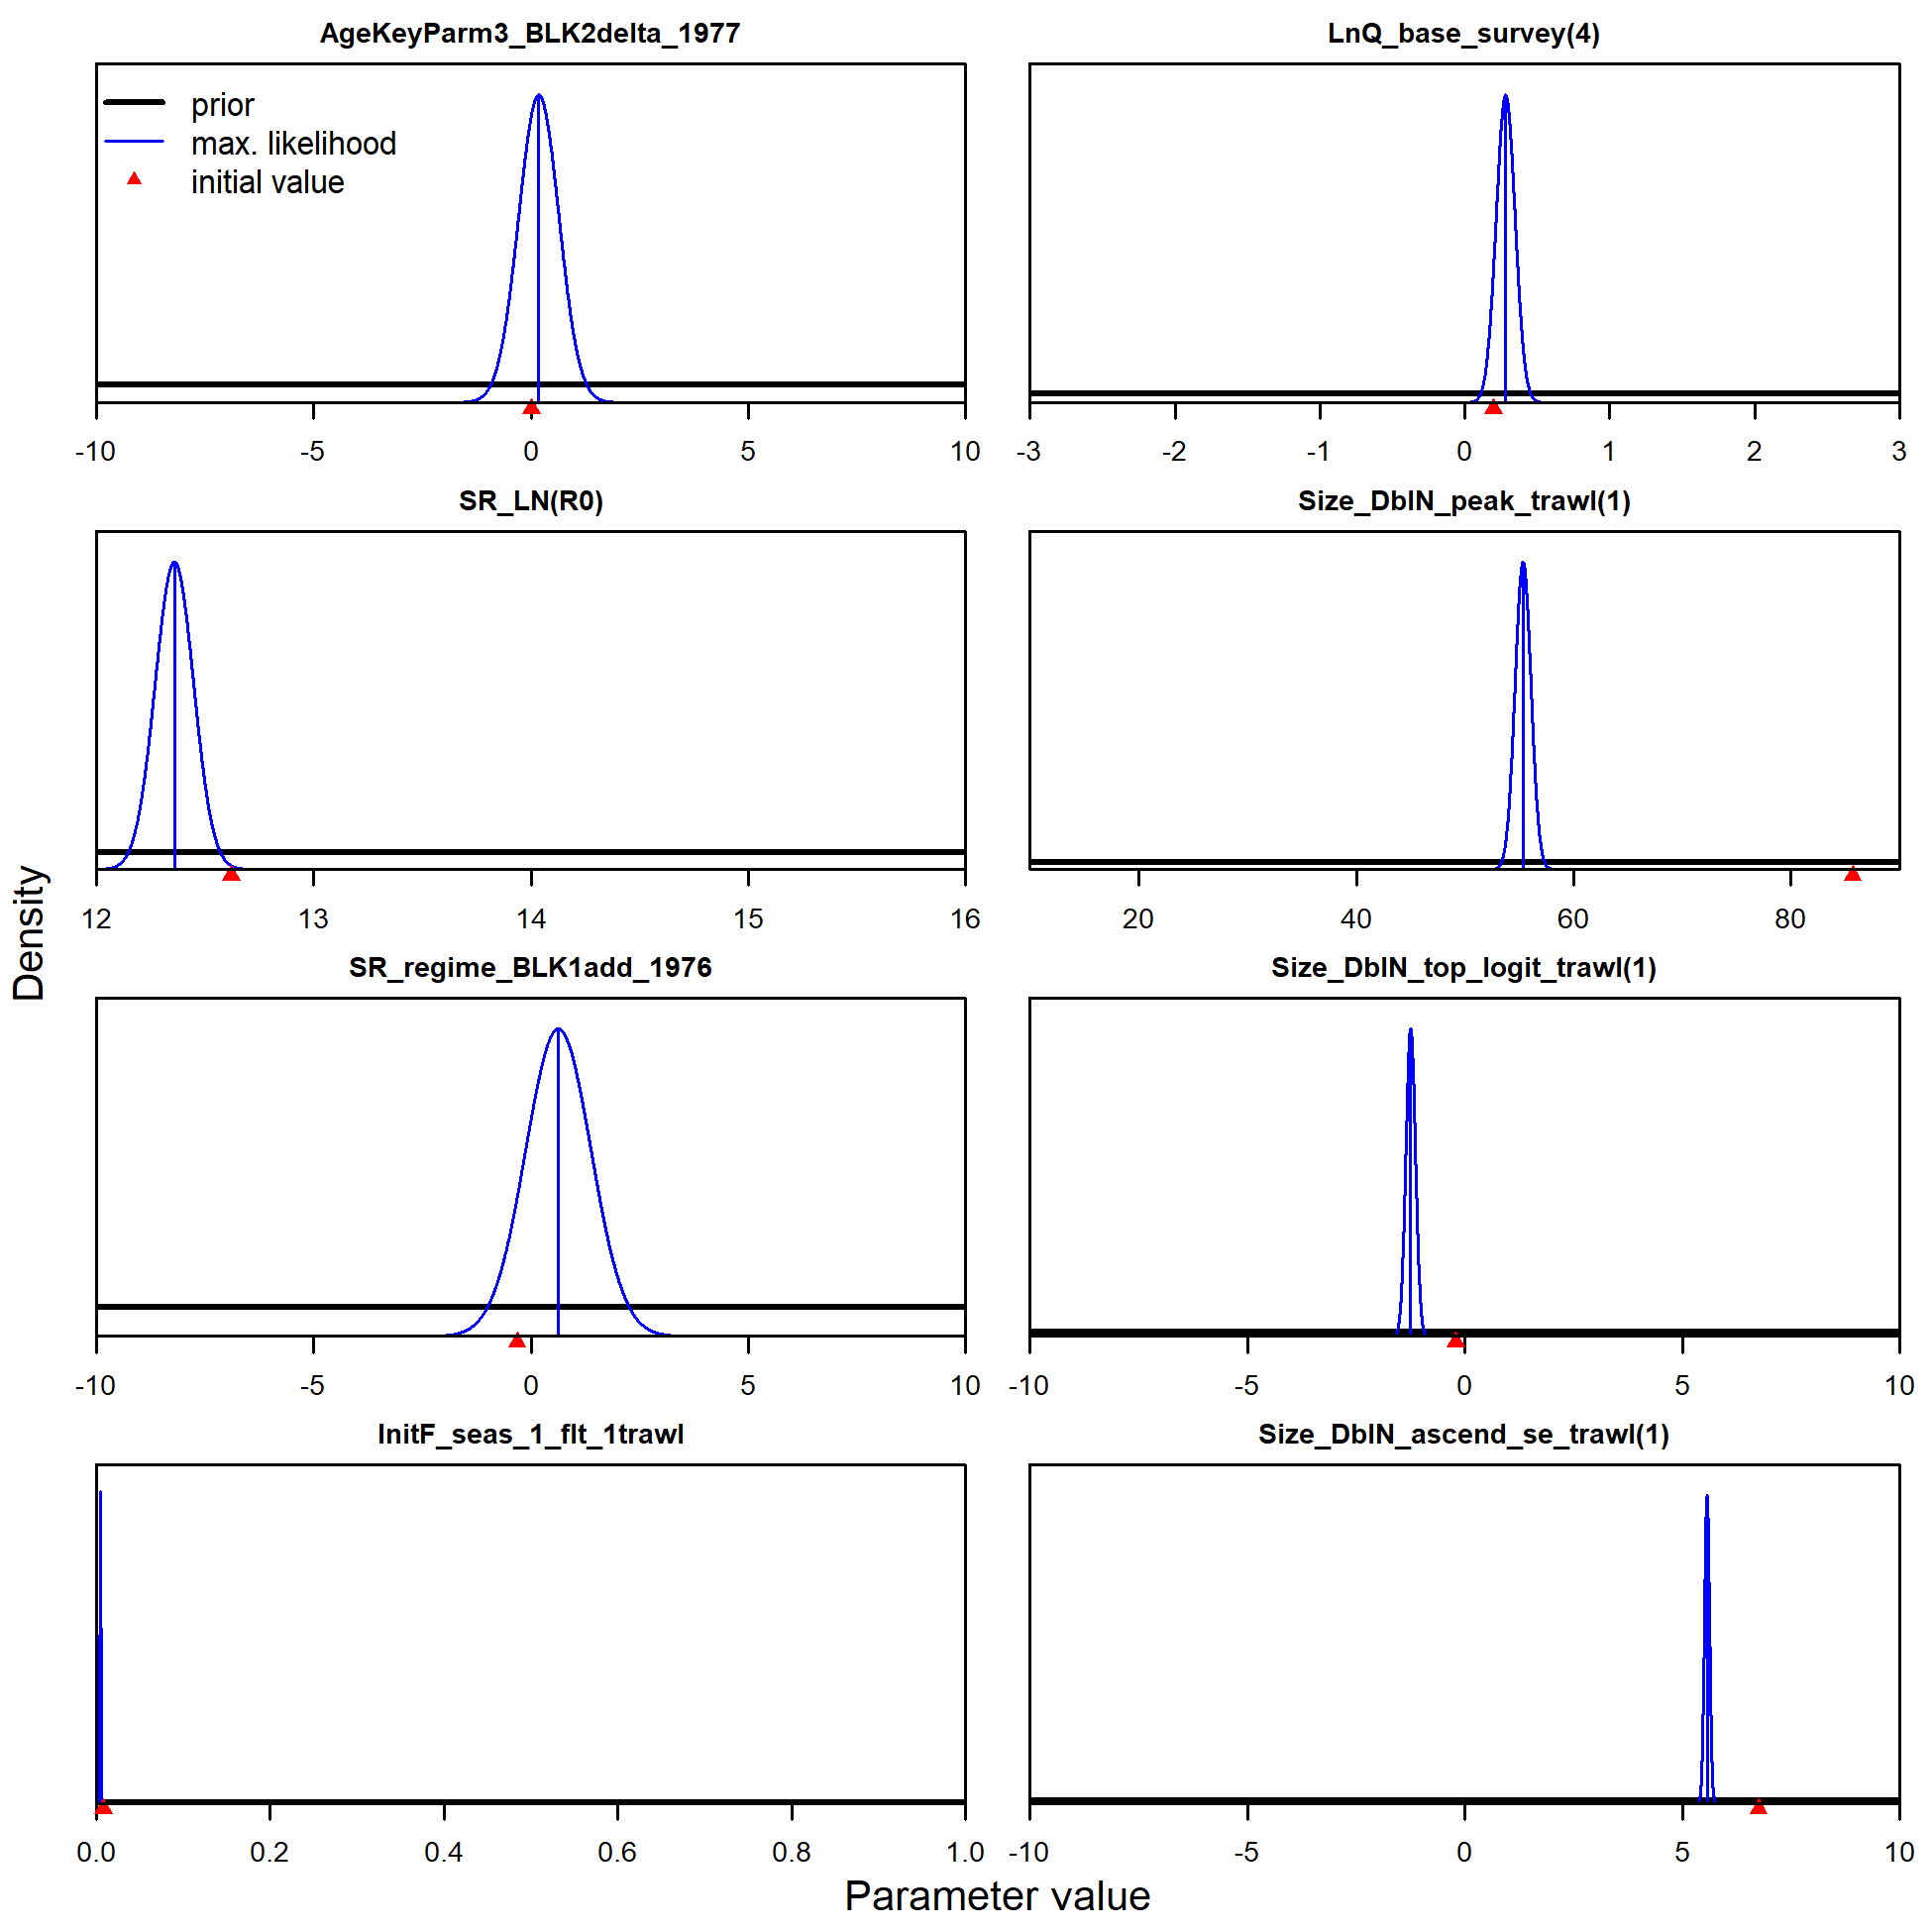 AgeKeyParm3_BLK2delta_1977
prior
max. likelihood
initial value
-10 -5 0 5 10
LnQ_base_survey(4)
-3 -2 -1 0 1 2 3
SR_LN(R0)
12 13 14 15 16
Size_DblN_peak_trawl(1)
20 40 60 80
SR_regime_BLK1add_1976
-10 -5 0 5 10
Size_DblN_top_logit_trawl(1)
-10 -5 0 5 10
InitF_seas_1_flt_1trawl
0.0 0.2 0.4 0.6 0.8 1.0
Size_DblN_ascend_se_trawl(1)
-10 -5 0 5 10
Density
Parameter value